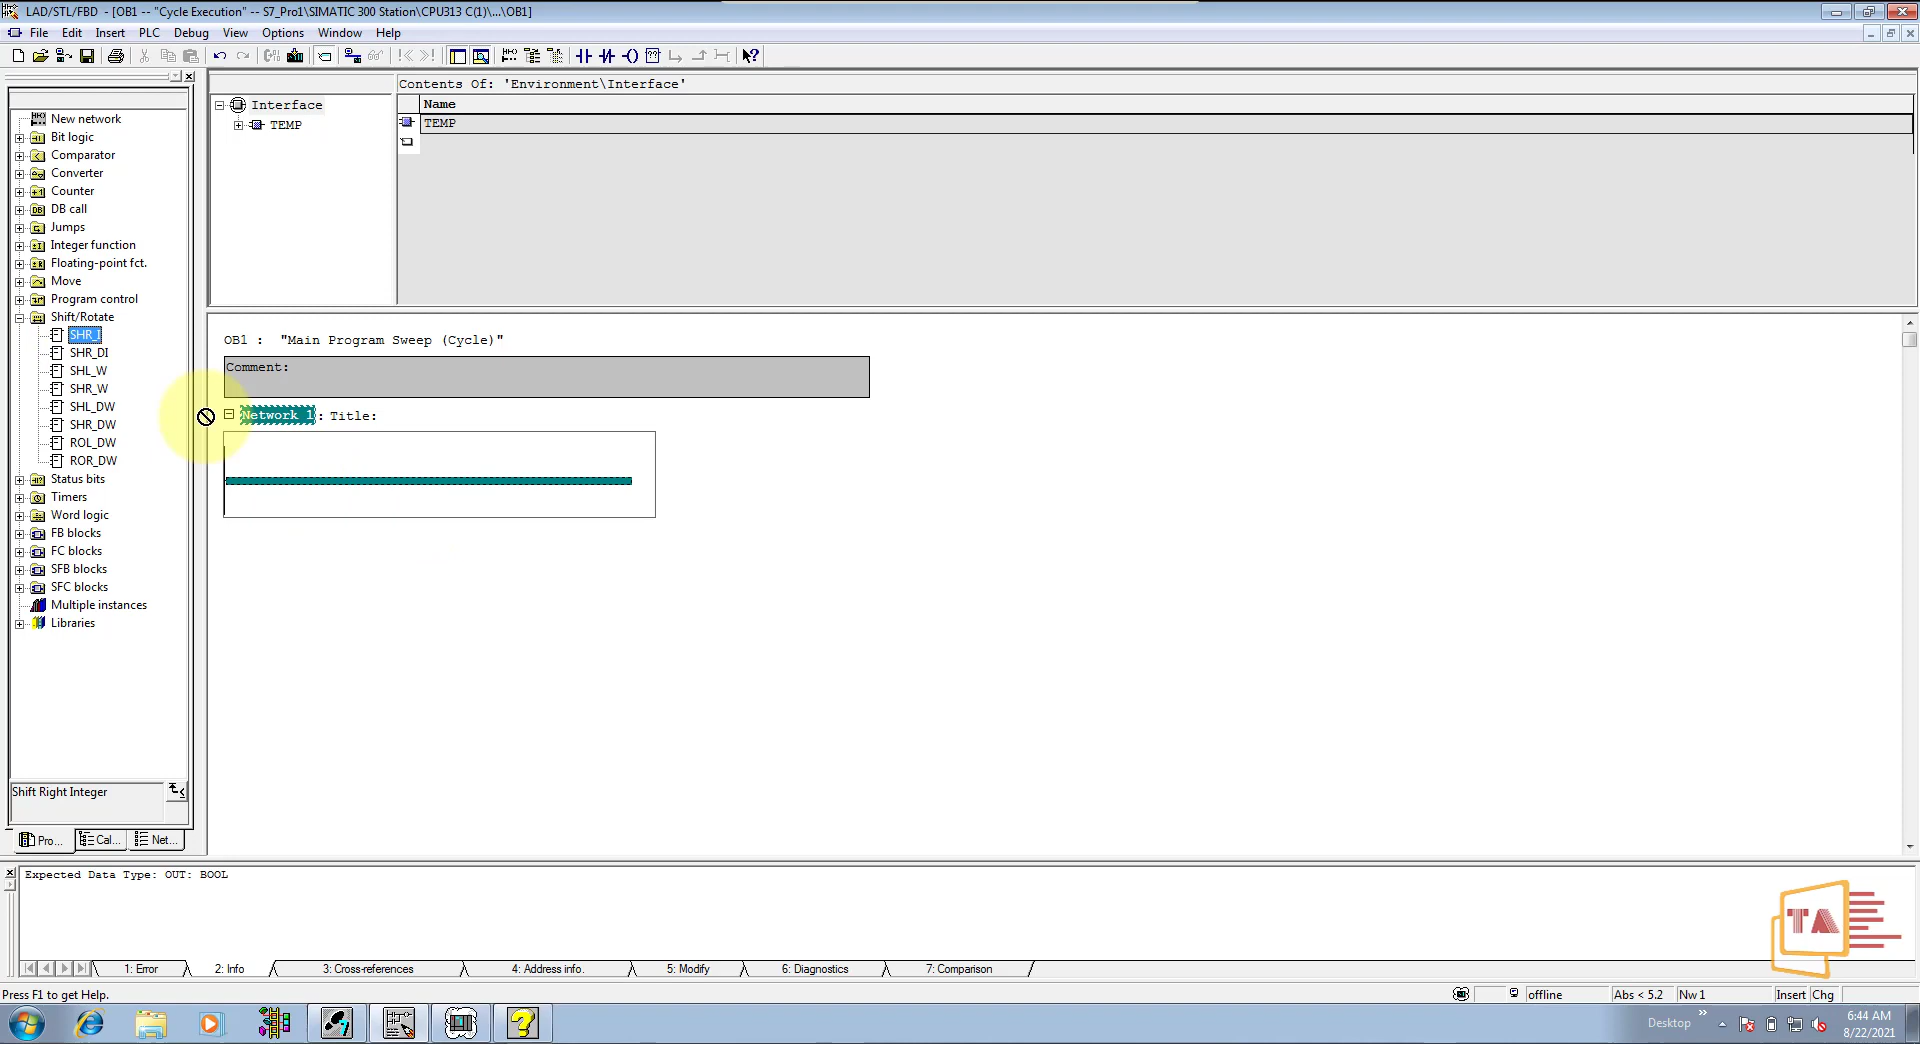 LAD/STL/FBD - [OB1 -- "Cycle Execution" -- S7_Pro1\SIMATIC 300 Station\CPU313 C(1)\...\OB1]
File Edit Insert PLC Debug View Options Window Help
Contents Of: 'Environment\Interface'
Interface
TEMP
Name
TEMP
New network
Bit logic
Comparator
Converter
Counter
DB call
Jumps
Integer function
Floating-point fct.
Move
Program control
Shift/Rotate
SHR_I
SHR_DI
SHL_W
SHR_W
SHL_DW
SHR_DW
ROL_DW
ROR_DW
Status bits
Timers
Word logic
FB blocks
FC blocks
SFB blocks
SFC blocks
Multiple instances
Libraries
Shift Right Integer
Pro... Cal... Net...
OB1 : "Main Program Sweep (Cycle)"
Comment:
Network 1: Title:
Expected Data Type: OUT: BOOL
1: Error 2: Info 3: Cross-references 4: Address info. 5: Modify 6: Diagnostics 7: Comparison
TA
Press F1 to get Help. offline Abs < 5.2 Nw 1 Insert Chg
Desktop
6:44 AM
8/22/2021